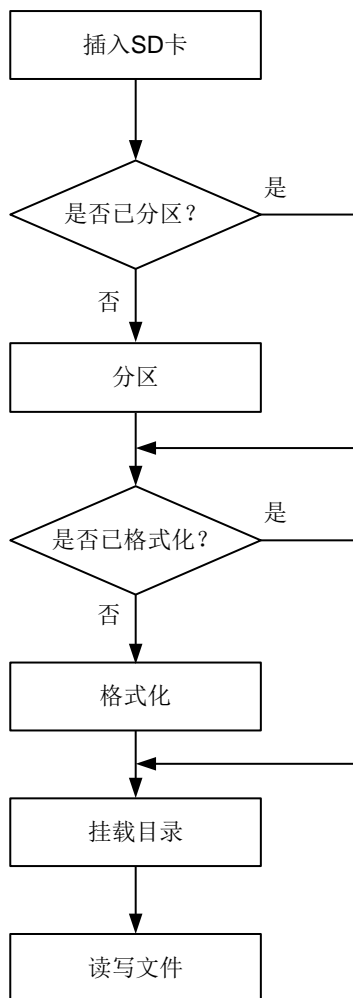 插入SD卡
是否已分区？
是
否
分区
是否已格式化？
是
否
格式化
挂载目录
读写文件